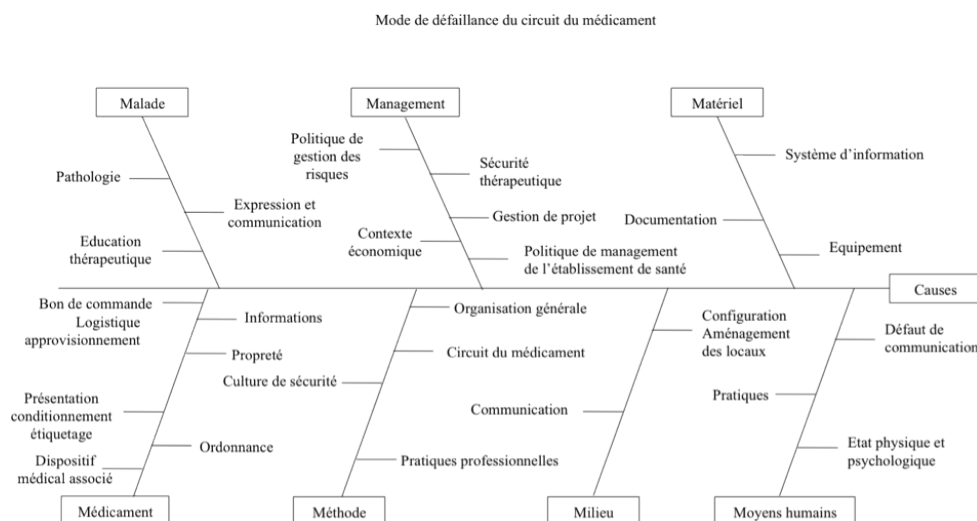 Mode de défaillance du circuit du médicament
Malade
Management
Matériel
Pathologie
Expression et
communication
Education
thérapeutique
Politique de
gestion des
risques
Sécurité
thérapeutique
Gestion de projet
Contexte
économique
Politique de management
de l’établissement de santé
Système d’information
Documentation
Equipement
Causes
Bon de commande
Logistique
approvisionnement
Informations
Propreté
Présentation
conditionnement
étiquetage
Ordonnance
Dispositif
médical associé
Organisation générale
Circuit du médicament
Culture de sécurité
Pratiques professionnelles
Configuration
Aménagement
des locaux
Communication
Défaut de
communication
Pratiques
Etat physique et
psychologique
Médicament
Méthode
Milieu
Moyens humains